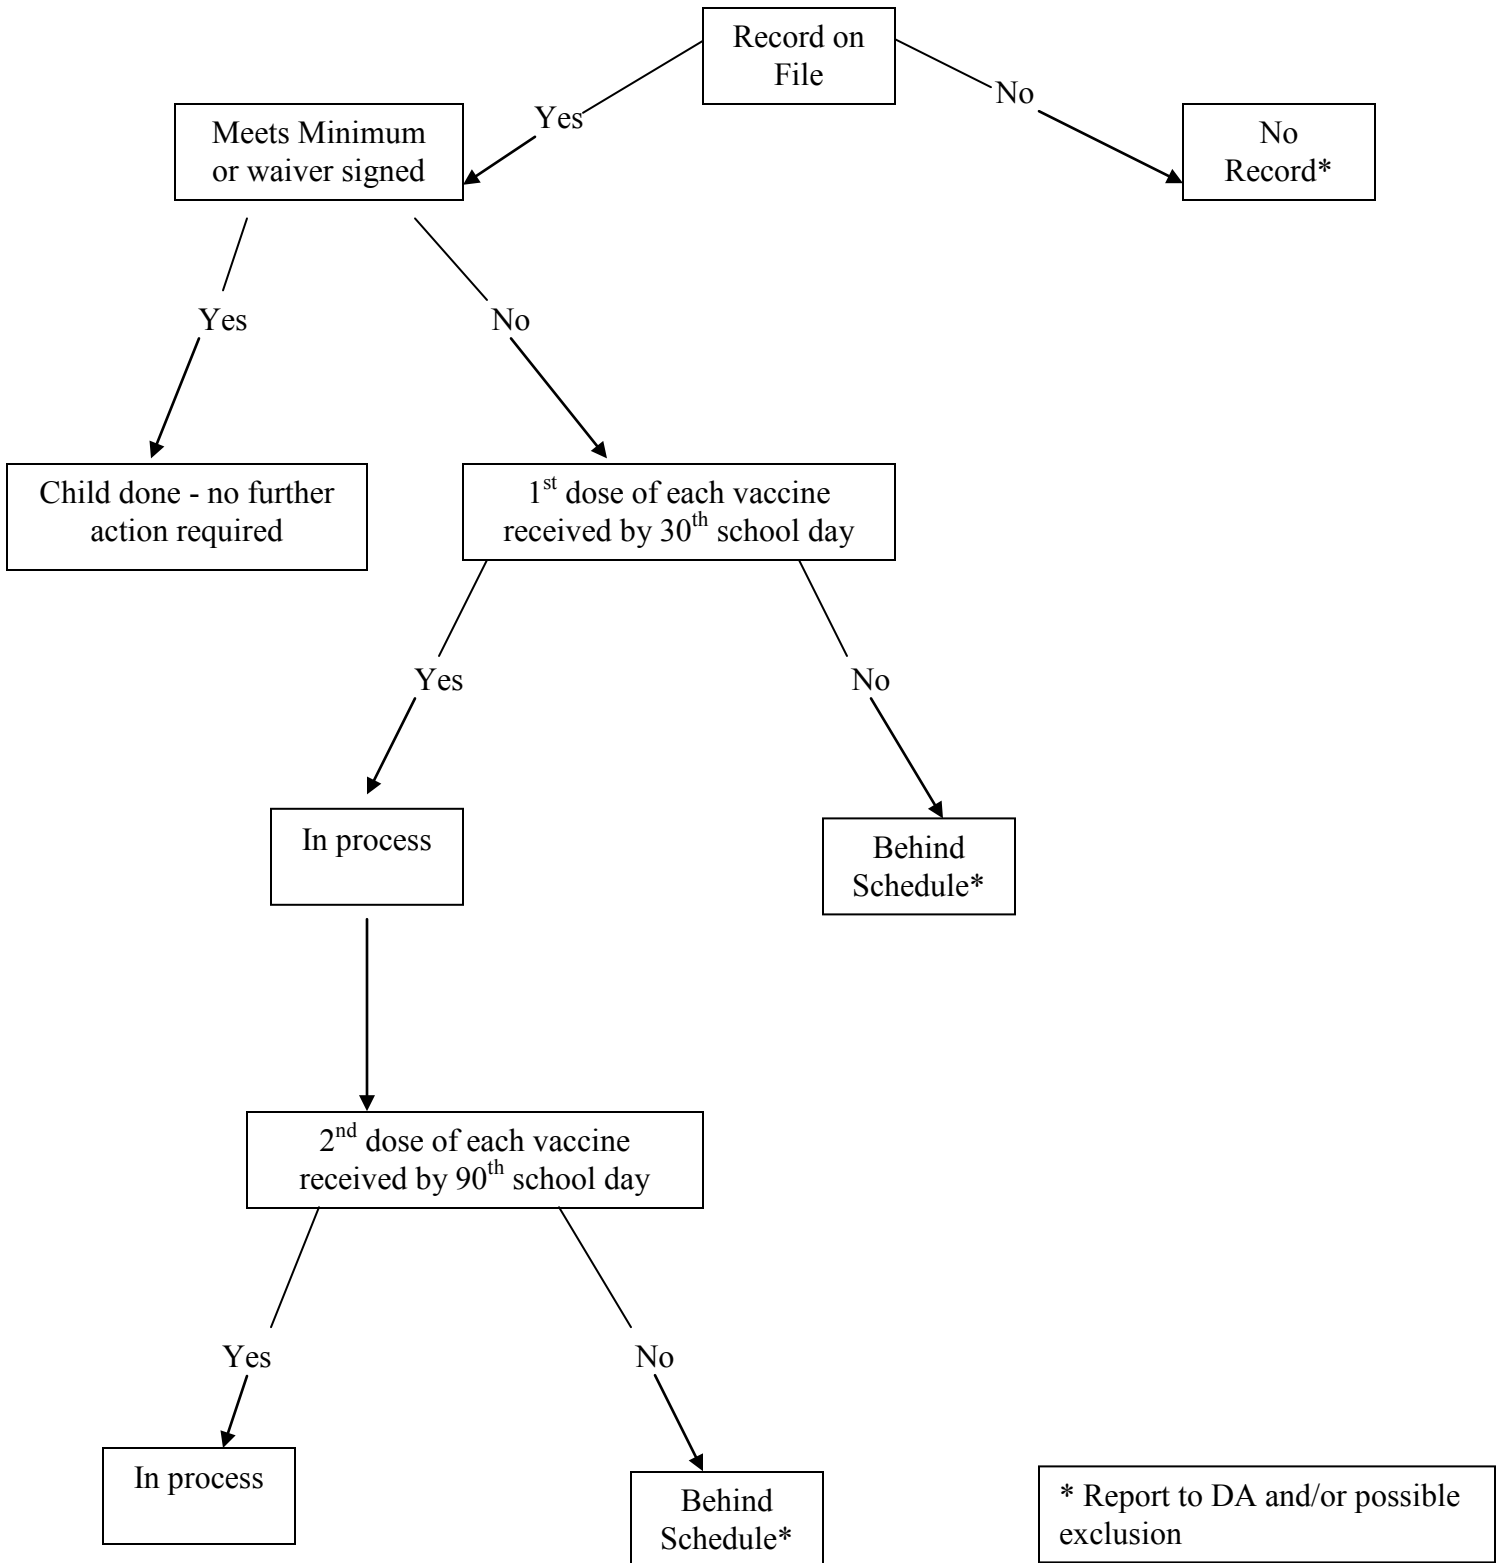 Record on
File
Yes
No
Meets Minimum
or waiver signed
No
Record*
Yes
No
Child done - no further
action required
1st dose of each vaccine
received by 30th school day
Yes
No
In process
Behind
Schedule*
2nd dose of each vaccine
received by 90th school day
Yes
No
In process
Behind
Schedule*
* Report to DA and/or possible
exclusion